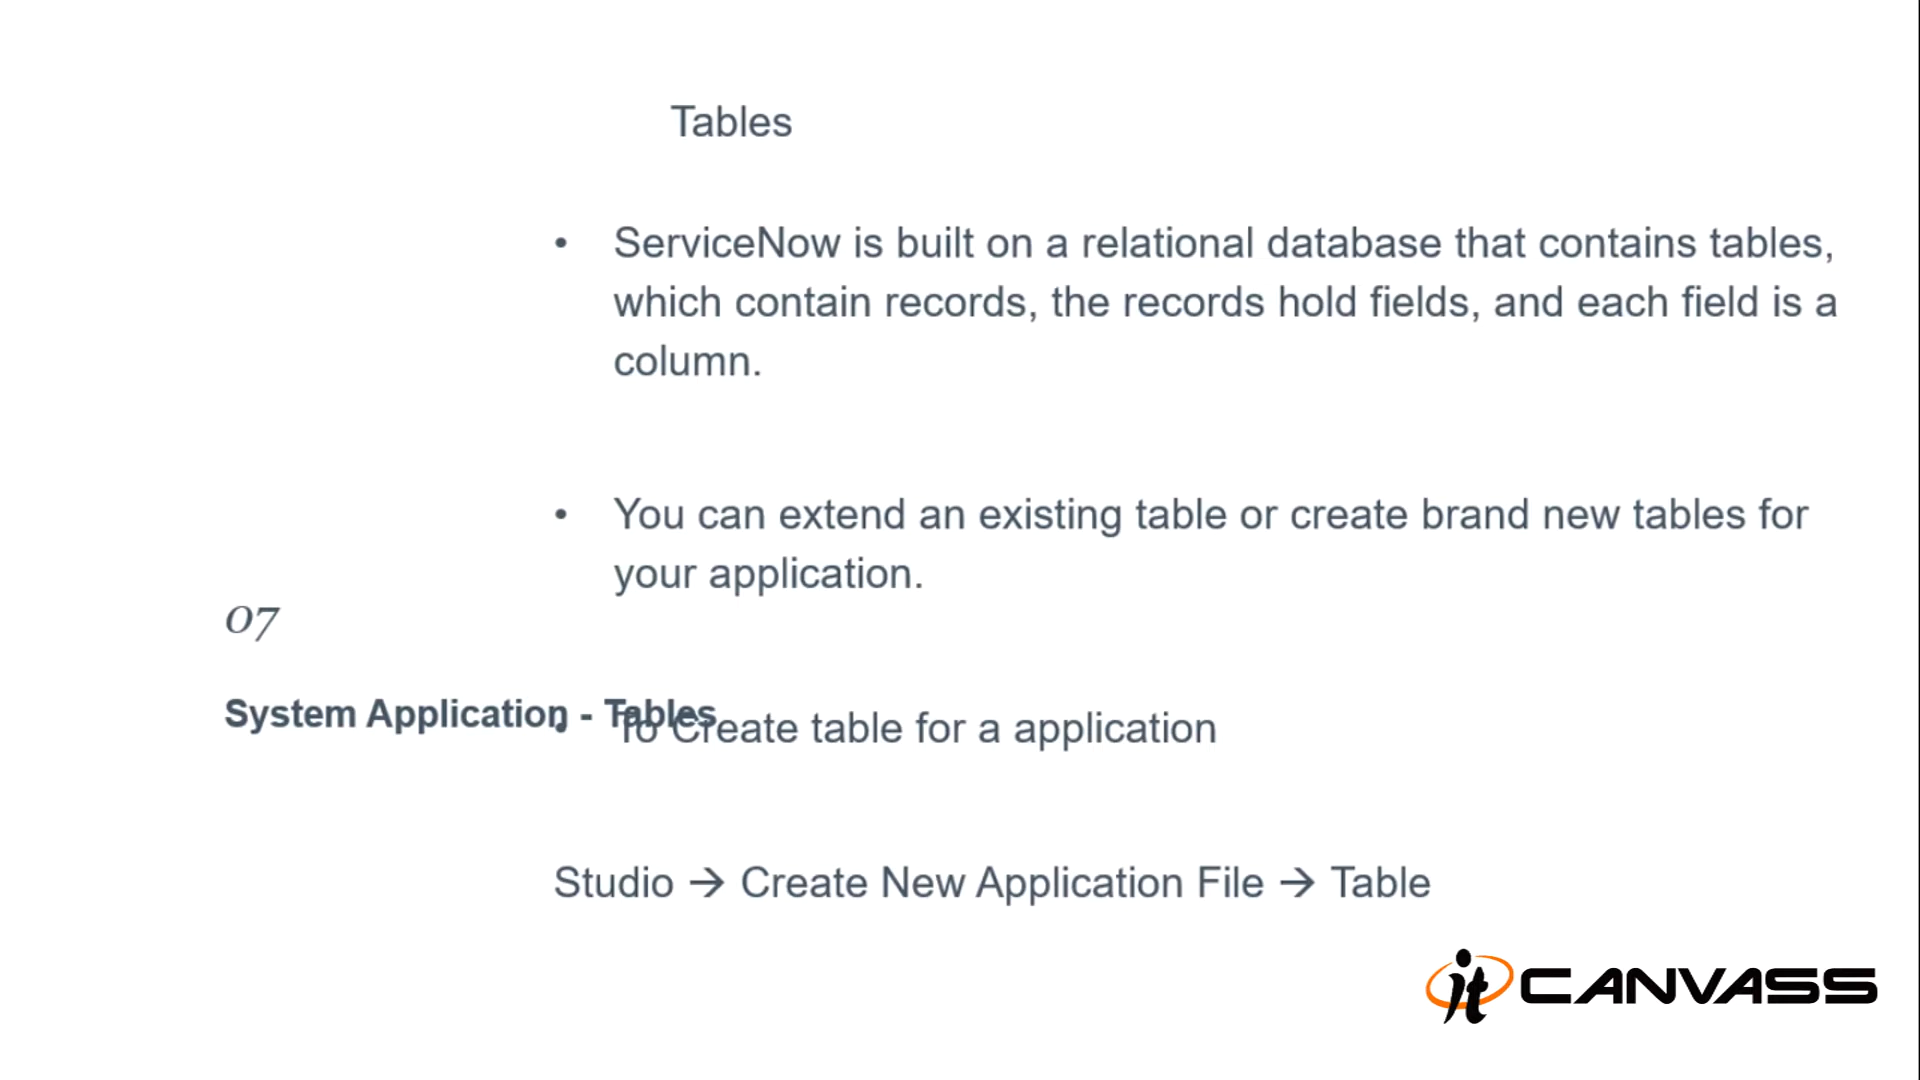 Tables
• ServiceNow is built on a relational database that contains tables,
which contain records, the records hold fields, and each field is a
column.
• You can extend an existing table or create brand new tables for
your application.
07
System Application - Tables
• To Create table for a application
Studio → Create New Application File → Table
it CANVASS